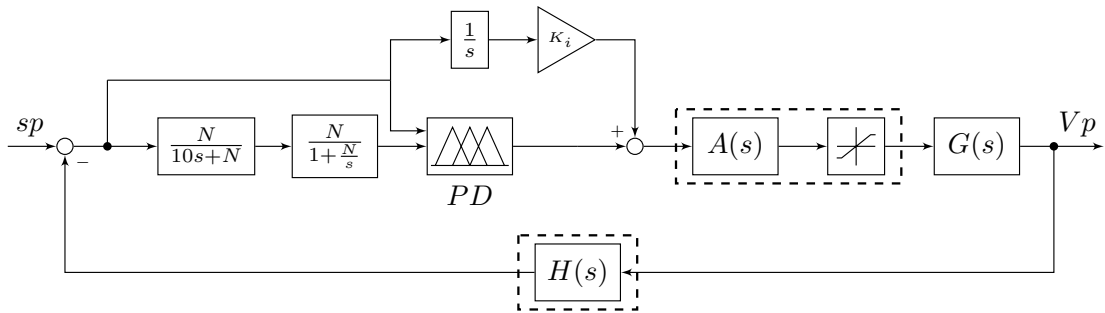 1/s
K_i
sp
−
N/(10s+N)
N/(1+N/s)
PD
+
A(s)
G(s)
Vp
H(s)